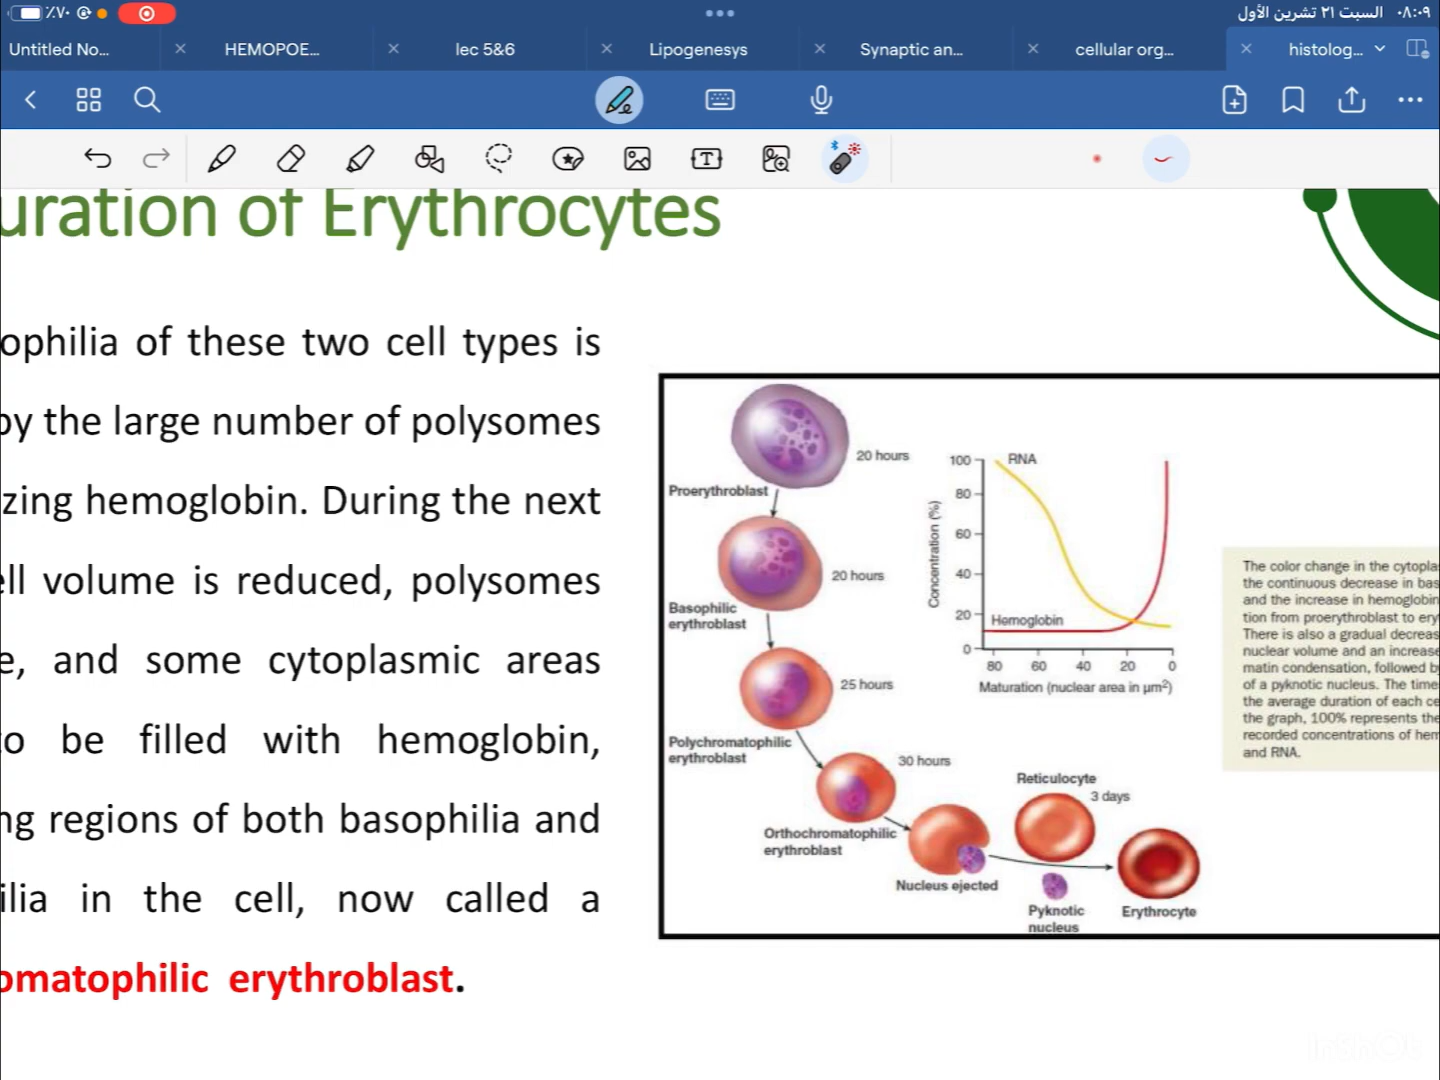 ٪٧٠
السبت ٢١ تشرين الأول ٠٨:٠٩
Untitled No...
HEMOPOE...
lec 5&6
Lipogenesys
Synaptic an...
cellular org...
histolog...
uration of Erythrocytes
ophilia of these two cell types is
by the large number of polysomes
zing hemoglobin. During the next
ell volume is reduced, polysomes
e, and some cytoplasmic areas
to be filled with hemoglobin,
ng regions of both basophilia and
ilia in the cell, now called a
omatophilic erythroblast.
20 hours
Proerythroblast
20 hours
Basophilic
erythroblast
25 hours
Polychromatophilic
erythroblast
30 hours
Orthochromatophilic
erythroblast
Nucleus ejected
Reticulocyte
3 days
Pyknotic
nucleus
Erythrocyte
Concentration (%)
100
80
60
40
20
0
RNA
Hemoglobin
80 60 40 20 0
Maturation (nuclear area in µm²)
The color change in the cytopla
the continuous decrease in bas
and the increase in hemoglobin
tion from proerythroblast to ery
There is also a gradual decreas
nuclear volume and an increase
matin condensation, followed b
of a pyknotic nucleus. The time
the average duration of each ce
the graph, 100% represents the
recorded concentrations of hem
and RNA.